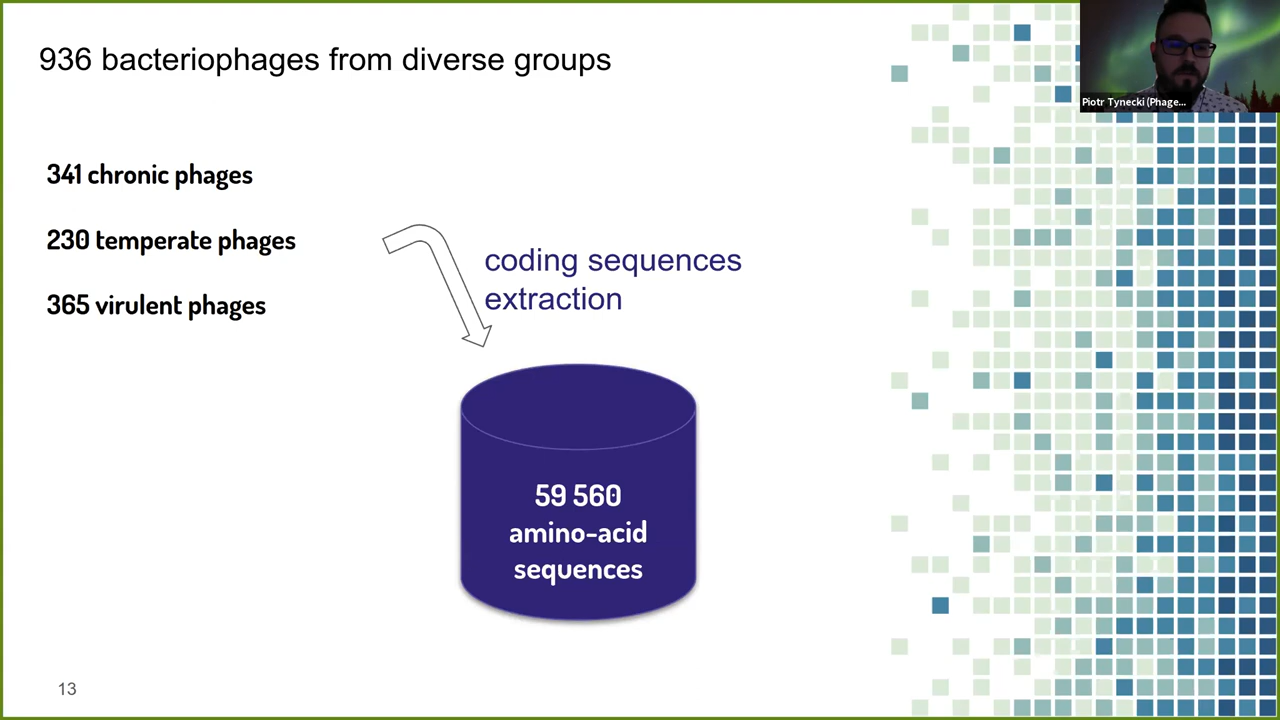 936 bacteriophages from diverse groups
Piotr Tynecki (Phage...
341 chronic phages
230 temperate phages
365 virulent phages
coding sequences
extraction
59 560
amino-acid
sequences
13